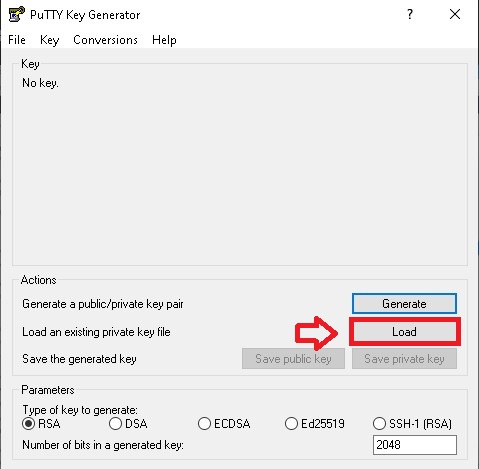 PuTTY Key Generator ?
File Key Conversions Help
Key
No key.
Actions
Generate a public/private key pair Generate
Load an existing private key file Load
Save the generated key Save public key Save private key
Parameters
Type of key to generate:
RSA DSA ECDSA Ed25519 SSH-1 (RSA)
Number of bits in a generated key: 2048